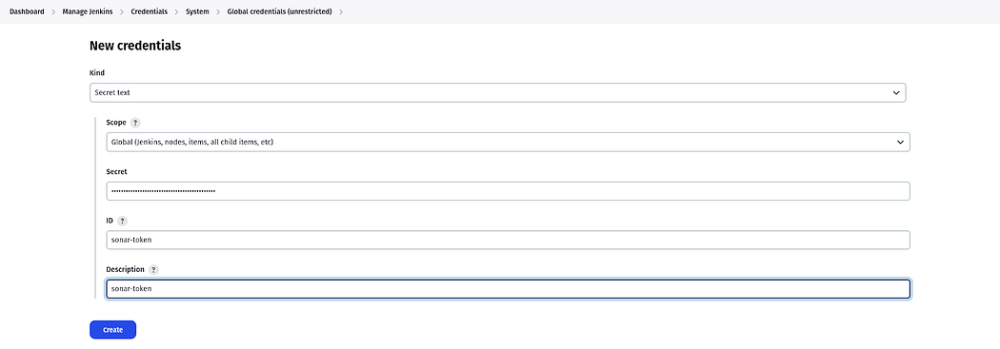 Dashboard > Manage Jenkins > Credentials > System > Global credentials (unrestricted) >
New credentials
Kind
Secret text
Scope ?
Global (Jenkins, nodes, items, all child items, etc)
Secret
ID ?
sonar-token
Description ?
sonar-token
Create